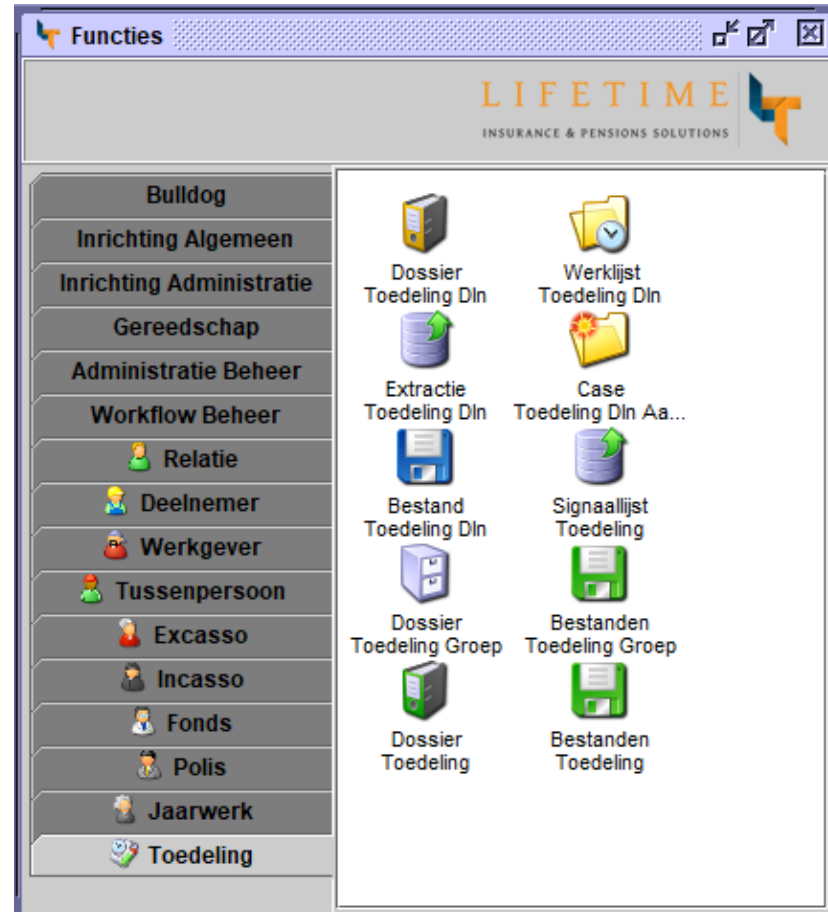 Functies
LIFETIME
INSURANCE & PENSIONS SOLUTIONS
Bulldog
Inrichting Algemeen
Inrichting Administratie
Gereedschap
Administratie Beheer
Workflow Beheer
Relatie
Deelnemer
Werkgever
Tussenpersoon
Excasso
Incasso
Fonds
Polis
Jaarwerk
Toedeling
Dossier
Toedeling Dln
Werklijst
Toedeling Dln
Extractie
Toedeling Dln
Case
Toedeling Dln Aa...
Bestand
Toedeling Dln
Signaallijst
Toedeling
Dossier
Toedeling Groep
Bestanden
Toedeling Groep
Dossier
Toedeling
Bestanden
Toedeling